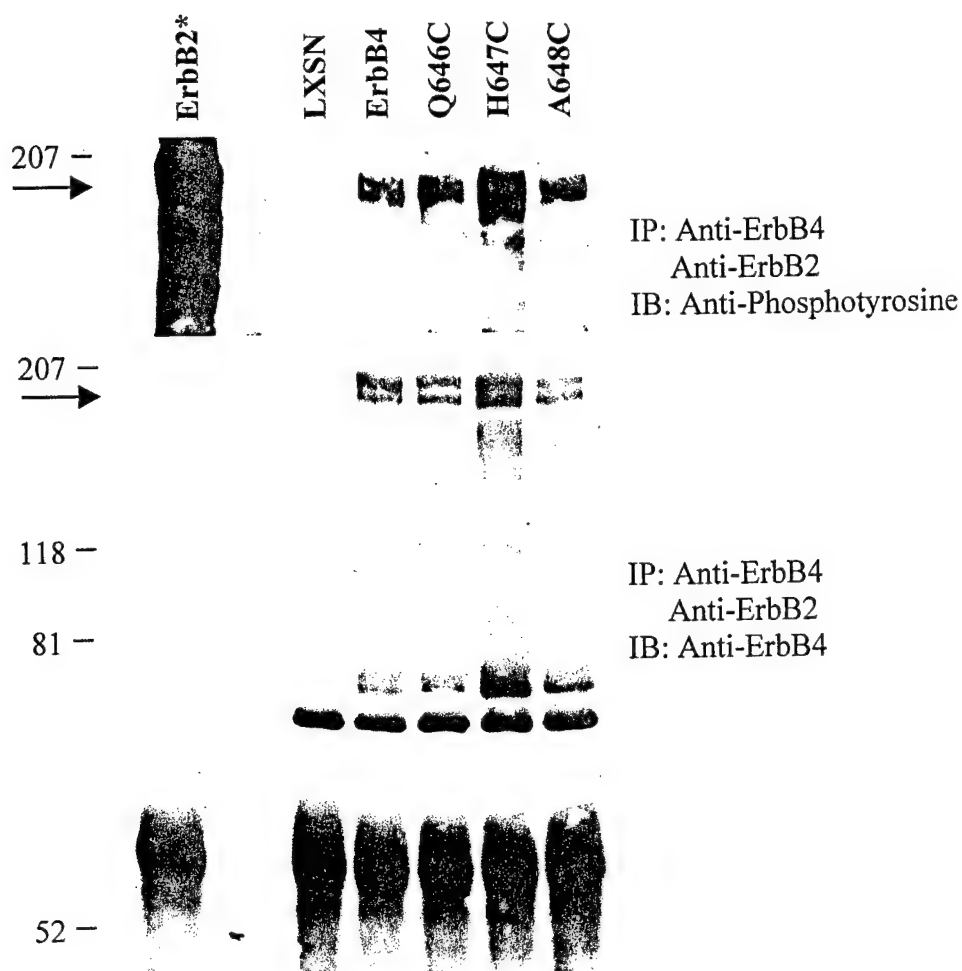 ErbB2*
LXSN
ErbB4
Q646C
H647C
A648C
207
IP: Anti-ErbB4
Anti-ErbB2
IB: Anti-Phosphotyrosine
207
118
81
IP: Anti-ErbB4
Anti-ErbB2
IB: Anti-ErbB4
52